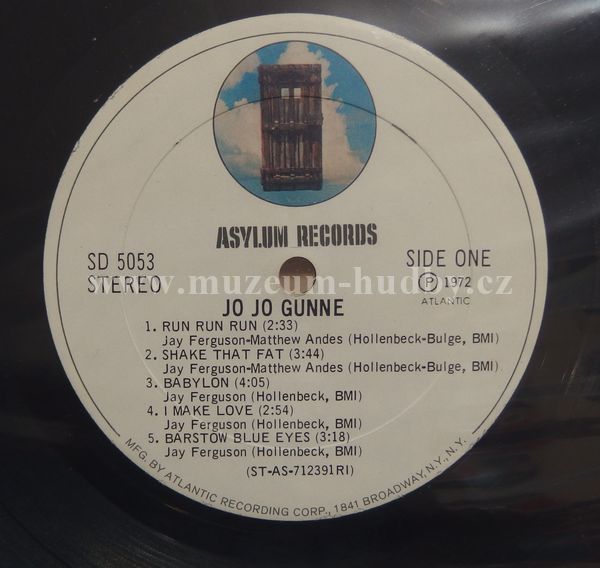 ASYLUM RECORDS
SD 5053
STEREO
SIDE ONE
Ⓟ 1972
ATLANTIC
www.muzeum-hudby.cz
JO JO GUNNE
1. RUN RUN RUN (2:33)
Jay Ferguson-Matthew Andes (Hollenbeck-Bulge, BMI)
2. SHAKE THAT FAT (3:44)
Jay Ferguson-Matthew Andes (Hollenbeck-Bulge, BMI)
3. BABYLON (4:05)
Jay Ferguson (Hollenbeck, BMI)
4. I MAKE LOVE (2:54)
Jay Ferguson (Hollenbeck, BMI)
5. BARSTOW BLUE EYES (3:18)
Jay Ferguson (Hollenbeck, BMI)
(ST-AS-712391RI)
MFG. BY ATLANTIC RECORDING CORP., 1841 BROADWAY, N.Y., N.Y.